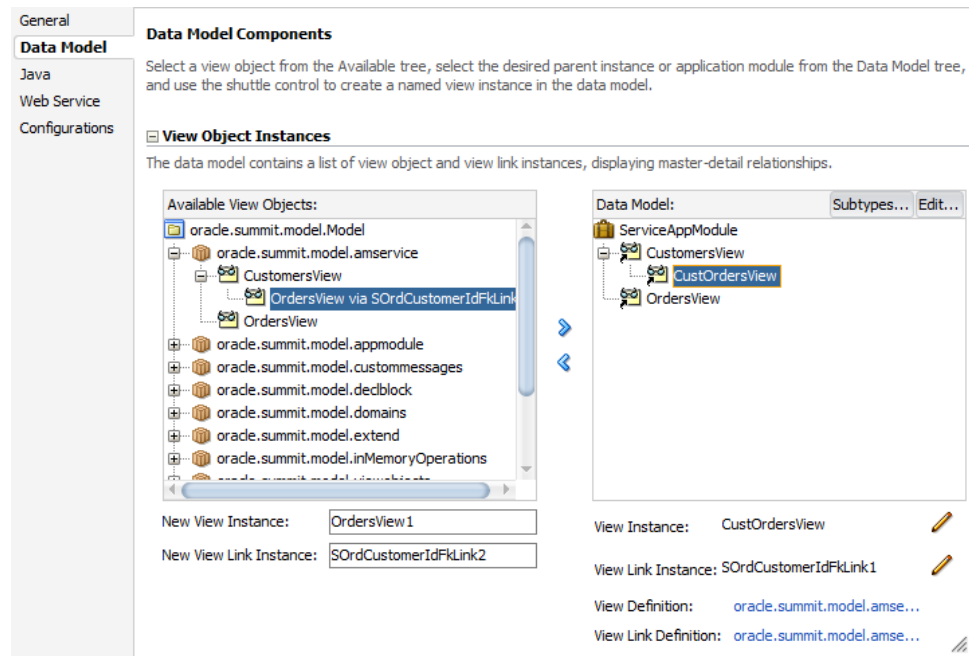 General
Data Model
Java
Web Service
Configurations
Data Model Components
Select a view object from the Available tree, select the desired parent instance or application module from the Data Model tree,
and use the shuttle control to create a named view instance in the data model.
View Object Instances
The data model contains a list of view object and view link instances, displaying master-detail relationships.
Available View Objects:
oracle.summit.model.Model
oracle.summit.model.amservice
CustomersView
OrdersView via SOrdCustomerIdFkLink
OrdersView
oracle.summit.model.appmodule
oracle.summit.model.custommessages
oracle.summit.model.declblock
oracle.summit.model.domains
oracle.summit.model.extend
oracle.summit.model.inMemoryOperations
New View Instance: OrdersView1
New View Link Instance: SOrdCustomerIdFkLink2
Data Model: Subtypes... Edit...
ServiceAppModule
CustomersView
CustOrdersView
OrdersView
View Instance: CustOrdersView
View Link Instance: SOrdCustomerIdFkLink1
View Definition: oracle.summit.model.amse...
View Link Definition: oracle.summit.model.amse...